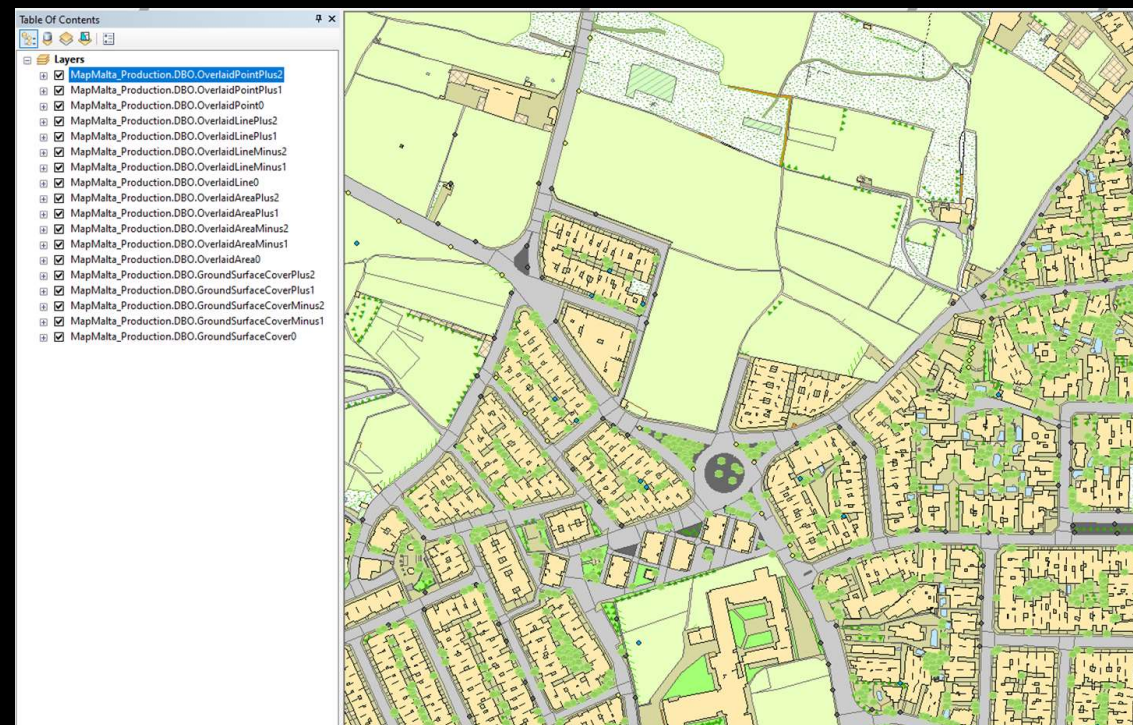 Table Of Contents
Layers
MapMalta_Production.DBO.OverlaidPointPlus2
MapMalta_Production.DBO.OverlaidPointPlus1
MapMalta_Production.DBO.OverlaidPoint0
MapMalta_Production.DBO.OverlaidLinePlus2
MapMalta_Production.DBO.OverlaidLinePlus1
MapMalta_Production.DBO.OverlaidLineMinus2
MapMalta_Production.DBO.OverlaidLineMinus1
MapMalta_Production.DBO.OverlaidLine0
MapMalta_Production.DBO.OverlaidAreaPlus2
MapMalta_Production.DBO.OverlaidAreaPlus1
MapMalta_Production.DBO.OverlaidAreaMinus2
MapMalta_Production.DBO.OverlaidAreaMinus1
MapMalta_Production.DBO.OverlaidArea0
MapMalta_Production.DBO.GroundSurfaceCoverPlus2
MapMalta_Production.DBO.GroundSurfaceCoverPlus1
MapMalta_Production.DBO.GroundSurfaceCoverMinus2
MapMalta_Production.DBO.GroundSurfaceCoverMinus1
MapMalta_Production.DBO.GroundSurfaceCover0